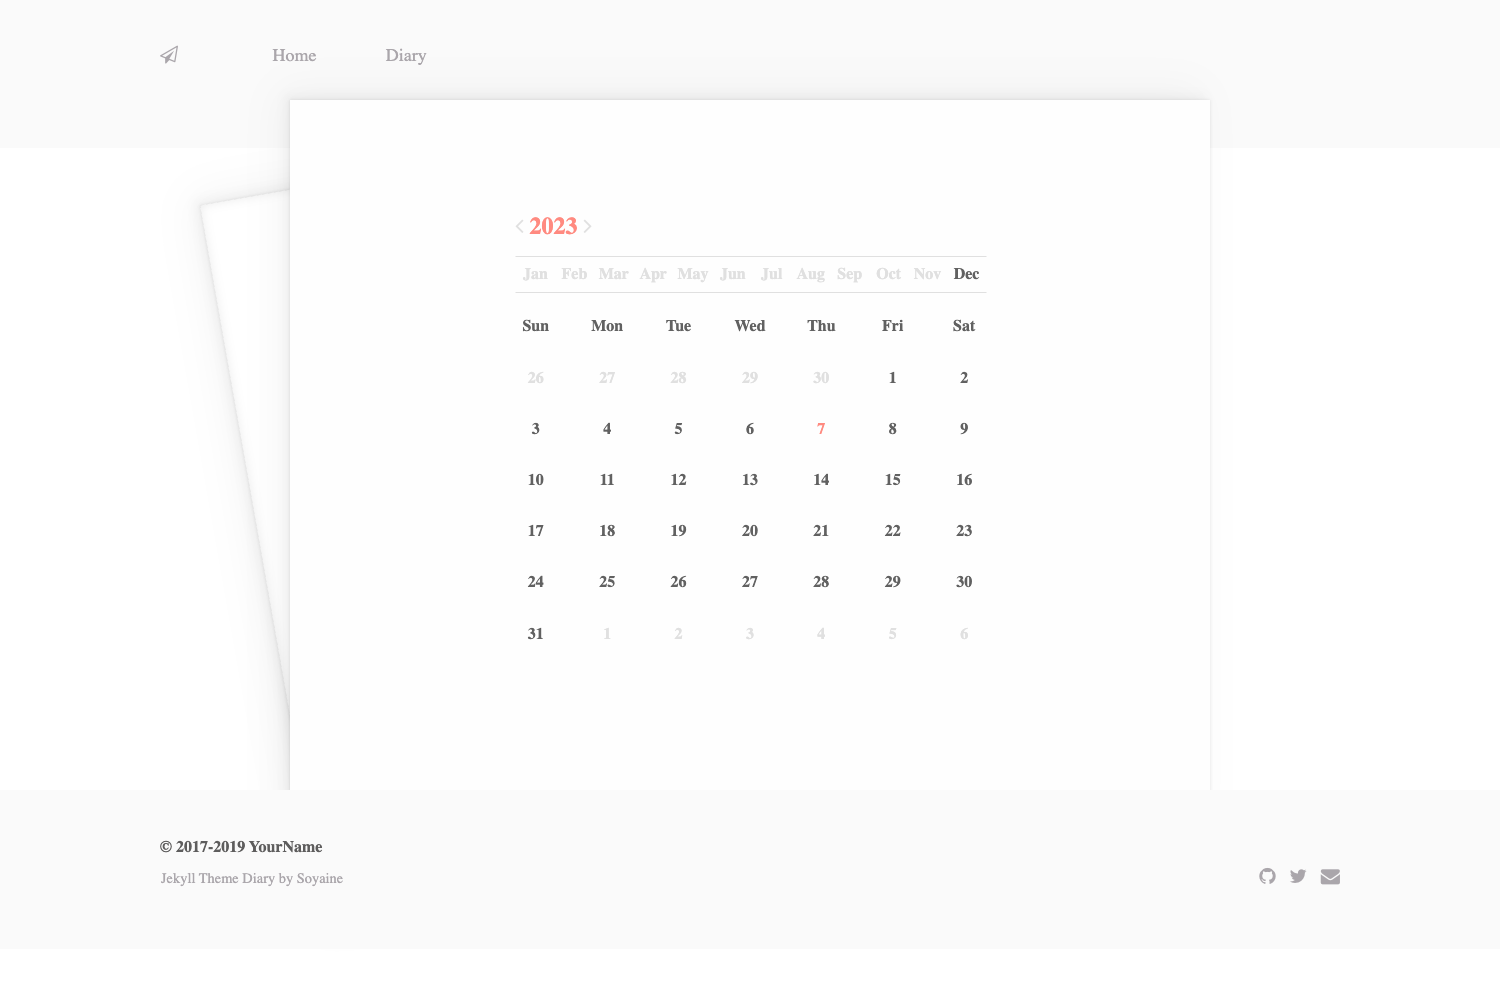 Home Diary
2023
Jan Feb Mar Apr May Jun Jul Aug Sep Oct Nov Dec
Sun Mon Tue Wed Thu Fri Sat
26 27 28 29 30 1 2
3 4 5 6 7 8 9
10 11 12 13 14 15 16
17 18 19 20 21 22 23
24 25 26 27 28 29 30
31 1 2 3 4 5 6
© 2017-2019 YourName
Jekyll Theme Diary by Soyaine